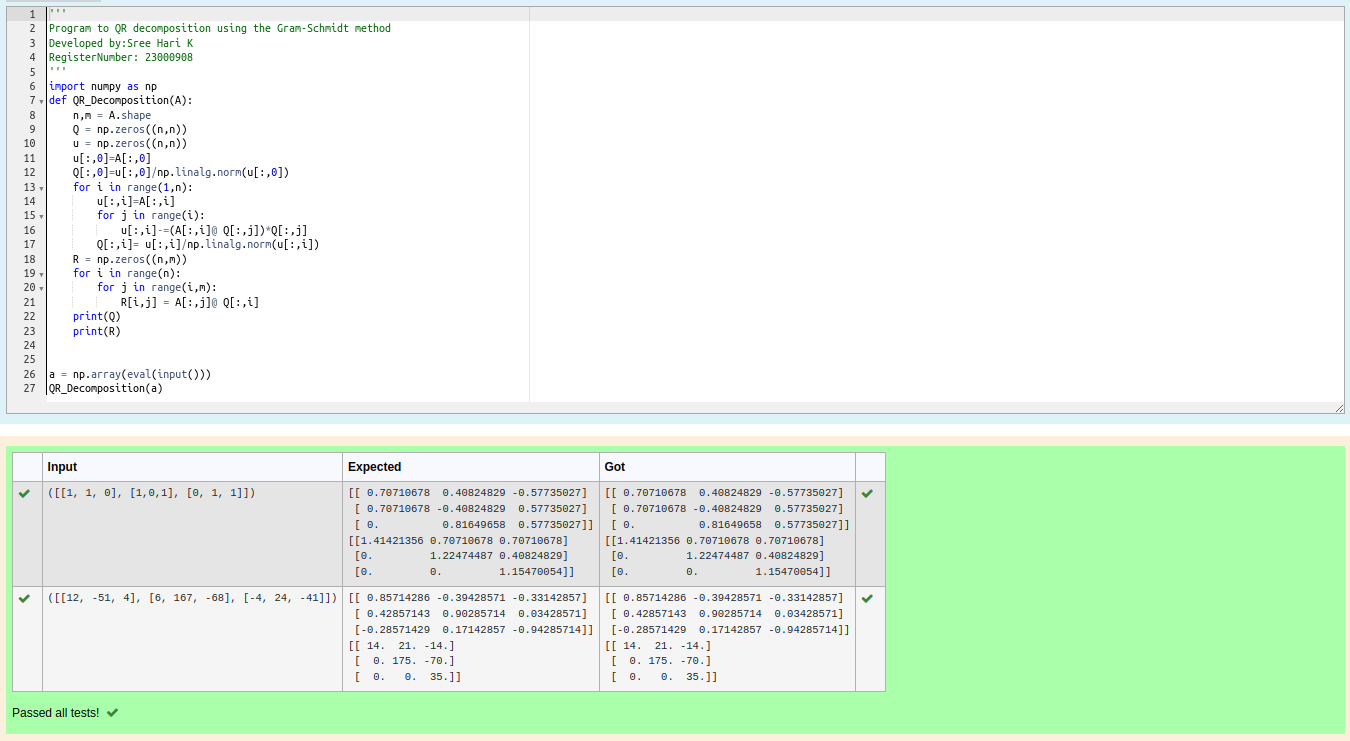 1 '''
2 Program to QR decomposition using the Gram-Schmidt method
3 Developed by:Sree Hari K
4 RegisterNumber: 23000908
5 '''
6 import numpy as np
7 def QR_Decomposition(A):
8     n,m = A.shape
9     Q = np.zeros((n,n))
10     u = np.zeros((n,n))
11     u[:,0]=A[:,0]
12     Q[:,0]=u[:,0]/np.linalg.norm(u[:,0])
13     for i in range(1,n):
14         u[:,i]=A[:,i]
15         for j in range(i):
16             u[:,i]-=(A[:,i]@ Q[:,j])*Q[:,j]
17         Q[:,i]= u[:,i]/np.linalg.norm(u[:,i])
18     R = np.zeros((n,m))
19     for i in range(n):
20         for j in range(i,m):
21             R[i,j] = A[:,j]@ Q[:,i]
22     print(Q)
23     print(R)
24
25
26 a = np.array(eval(input()))
27 QR_Decomposition(a)
Input Expected Got
([[1, 1, 0], [1,0,1], [0, 1, 1]]) [[ 0.70710678  0.40824829 -0.57735027] [[ 0.70710678  0.40824829 -0.57735027]
[ 0.70710678 -0.40824829  0.57735027] [ 0.70710678 -0.40824829  0.57735027]
[ 0.          0.81649658  0.57735027]] [ 0.          0.81649658  0.57735027]]
[[1.41421356 0.70710678 0.70710678] [[1.41421356 0.70710678 0.70710678]
[0.         1.22474487 0.40824829] [0.         1.22474487 0.40824829]
[0.         0.         1.15470054]] [0.         0.         1.15470054]]
([[12, -51, 4], [6, 167, -68], [-4, 24, -41]]) [[ 0.85714286 -0.39428571 -0.33142857] [[ 0.85714286 -0.39428571 -0.33142857]
[ 0.42857143  0.90285714  0.03428571] [ 0.42857143  0.90285714  0.03428571]
[-0.28571429  0.17142857 -0.94285714]] [-0.28571429  0.17142857 -0.94285714]]
[[ 14.  21. -14.] [[ 14.  21. -14.]
[  0. 175. -70.] [  0. 175. -70.]
[  0.   0.  35.]] [  0.   0.  35.]]
Passed all tests!